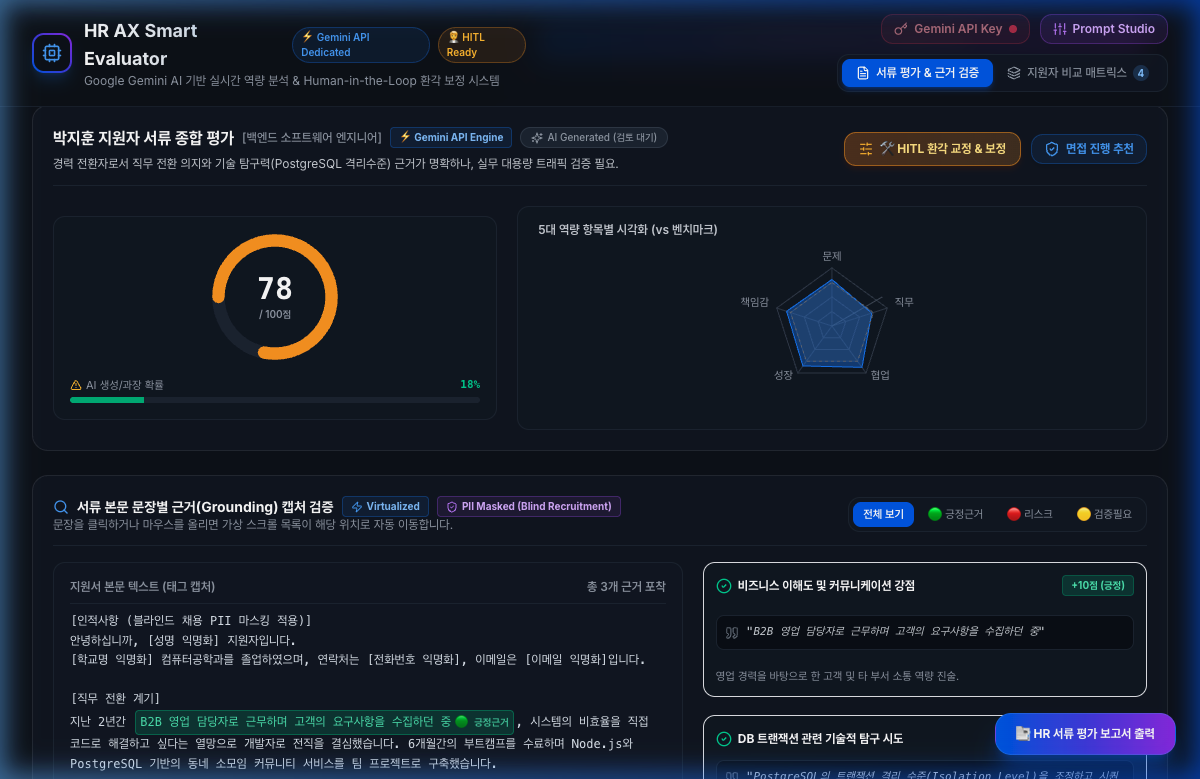 HR AX Smart
Evaluator
Google Gemini AI 기반 실시간 역량 분석 & Human-in-the-Loop 환각 보정 시스템
⚡ Gemini API
Dedicated
HITL
Ready
Gemini API Key
Prompt Studio
서류 평가 & 근거 검증
지원자 비교 매트릭스 4
박지훈 지원자 서류 종합 평가 [백엔드 소프트웨어 엔지니어] ⚡ Gemini API Engine AI Generated (검토 대기)
경력 전환자로서 직무 전환 의지와 기술 탐구력(PostgreSQL 격리수준) 근거가 명확하나, 실무 대용량 트래픽 검증 필요.
🛠 HITL 환각 교정 & 보정
면접 진행 추천
78
/ 100점
AI 생성/과장 확률 18%
5대 역량 항목별 시각화 (vs 벤치마크)
문제
책임감
직무
성장
협업
서류 본문 문장별 근거(Grounding) 캡처 검증 Virtualized PII Masked (Blind Recruitment)
문장을 클릭하거나 마우스를 올리면 가상 스크롤 목록이 해당 위치로 자동 이동합니다.
전체 보기 🟢 긍정근거 🔴 리스크 🟡 검증필요
지원서 본문 텍스트 (태그 캡처) 총 3개 근거 포착
[인적사항 (블라인드 채용 PII 마스킹 적용)]
안녕하십니까, [성명 익명화] 지원자입니다.
[학교명 익명화] 컴퓨터공학과를 졸업하였으며, 연락처는 [전화번호 익명화], 이메일은 [이메일 익명화]입니다.
[직무 전환 계기]
지난 2년간 B2B 영업 담당자로 근무하며 고객의 요구사항을 수집하던 중 🟢 긍정근거 , 시스템의 비효율을 직접
코드로 해결하고 싶다는 열망으로 개발자로 전직을 결심했습니다. 6개월간의 부트캠프를 수료하며 Node.js와
PostgreSQL 기반의 동네 소모임 커뮤니티 서비스를 팀 프로젝트로 구축했습니다.
비즈니스 이해도 및 커뮤니케이션 강점 +10점 (긍정)
"B2B 영업 담당자로 근무하며 고객의 요구사항을 수집하던 중"
영업 경력을 바탕으로 한 고객 및 타 부서 소통 역량 진술.
DB 트랜잭션 관련 기술적 탐구 시도
HR 서류 평가 보고서 출력
"PostgreSQL의 트랜잭션 격리 수준(Isolation Level)을 조정하고 시퀀